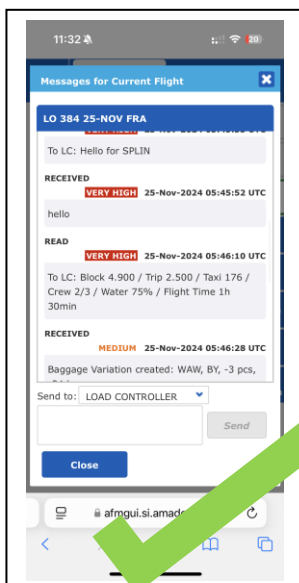 11:32
20
Messages for Current Flight
LO 384 25-NOV FRA
To LC: Hello for SPLIN
RECEIVED
VERY HIGH 25-Nov-2024 05:45:52 UTC
hello
READ
VERY HIGH 25-Nov-2024 05:46:10 UTC
To LC: Block 4.900 / Trip 2.500 / Taxi 176 /
Crew 2/3 / Water 75% / Flight Time 1h
30min
RECEIVED
MEDIUM 25-Nov-2024 05:46:28 UTC
Baggage Variation created: WAW, BY, -3 pcs,
Send to: LOAD CONTROLLER
Send
Close